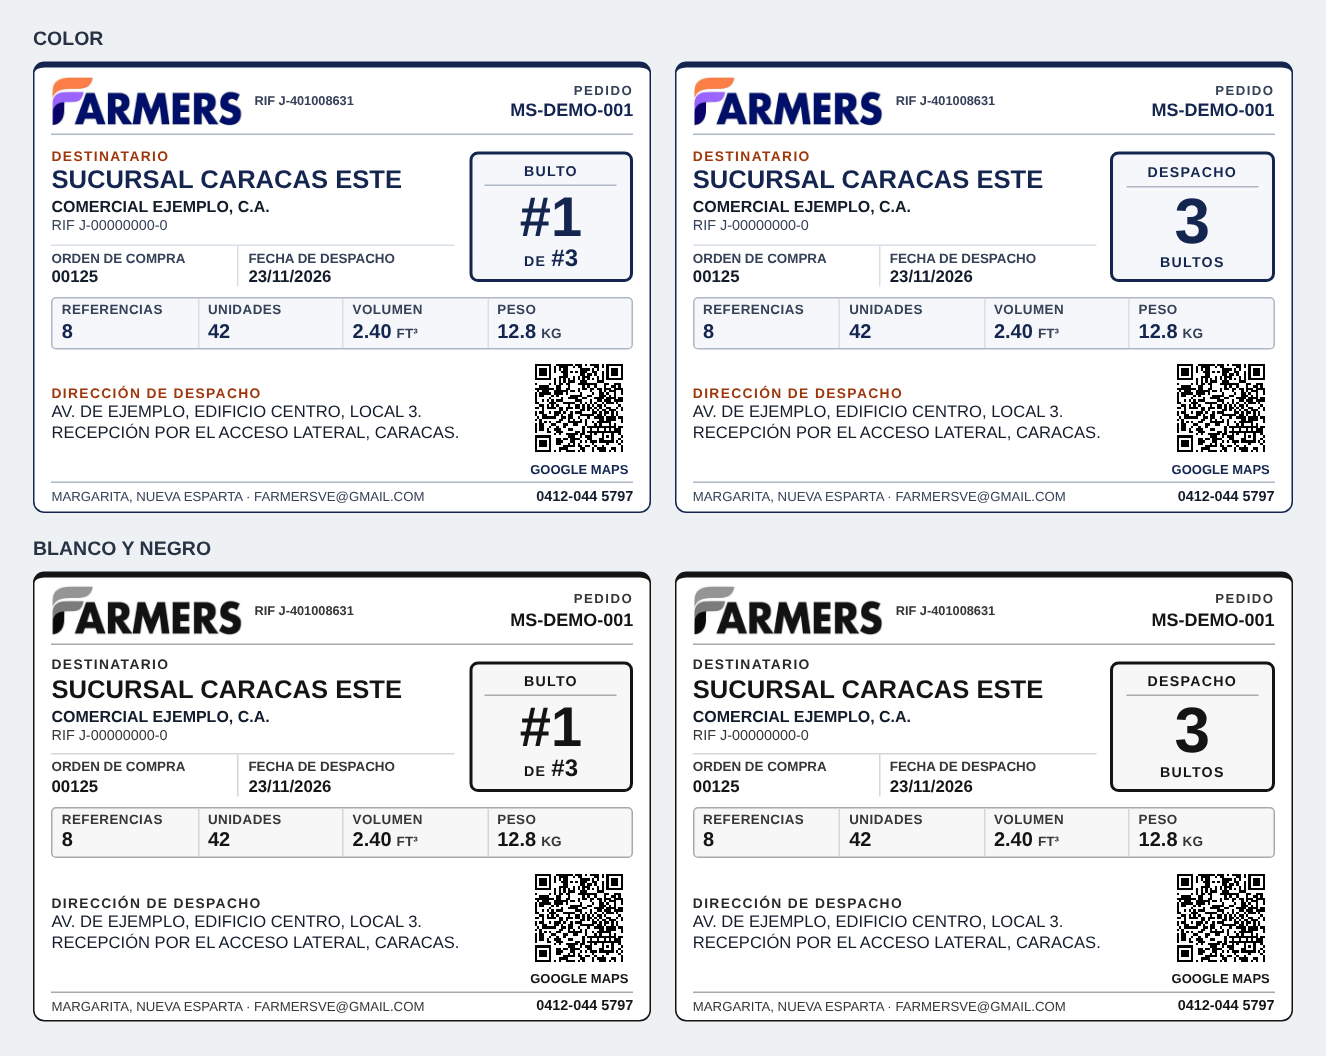 COLOR
FARMERS RIF J-401008631
PEDIDO
MS-DEMO-001
DESTINATARIO
SUCURSAL CARACAS ESTE
COMERCIAL EJEMPLO, C.A.
RIF J-00000000-0
ORDEN DE COMPRA
00125
FECHA DE DESPACHO
23/11/2026
BULTO
#1
DE #3
REFERENCIAS
8
UNIDADES
42
VOLUMEN
2.40 FT³
PESO
12.8 KG
DIRECCIÓN DE DESPACHO
AV. DE EJEMPLO, EDIFICIO CENTRO, LOCAL 3.
RECEPCIÓN POR EL ACCESO LATERAL, CARACAS.
GOOGLE MAPS
MARGARITA, NUEVA ESPARTA · FARMERSVE@GMAIL.COM
0412-044 5797
FARMERS RIF J-401008631
PEDIDO
MS-DEMO-001
DESTINATARIO
SUCURSAL CARACAS ESTE
COMERCIAL EJEMPLO, C.A.
RIF J-00000000-0
ORDEN DE COMPRA
00125
FECHA DE DESPACHO
23/11/2026
DESPACHO
3
BULTOS
REFERENCIAS
8
UNIDADES
42
VOLUMEN
2.40 FT³
PESO
12.8 KG
DIRECCIÓN DE DESPACHO
AV. DE EJEMPLO, EDIFICIO CENTRO, LOCAL 3.
RECEPCIÓN POR EL ACCESO LATERAL, CARACAS.
GOOGLE MAPS
MARGARITA, NUEVA ESPARTA · FARMERSVE@GMAIL.COM
0412-044 5797
BLANCO Y NEGRO
FARMERS RIF J-401008631
PEDIDO
MS-DEMO-001
DESTINATARIO
SUCURSAL CARACAS ESTE
COMERCIAL EJEMPLO, C.A.
RIF J-00000000-0
ORDEN DE COMPRA
00125
FECHA DE DESPACHO
23/11/2026
BULTO
#1
DE #3
REFERENCIAS
8
UNIDADES
42
VOLUMEN
2.40 FT³
PESO
12.8 KG
DIRECCIÓN DE DESPACHO
AV. DE EJEMPLO, EDIFICIO CENTRO, LOCAL 3.
RECEPCIÓN POR EL ACCESO LATERAL, CARACAS.
GOOGLE MAPS
MARGARITA, NUEVA ESPARTA · FARMERSVE@GMAIL.COM
0412-044 5797
FARMERS RIF J-401008631
PEDIDO
MS-DEMO-001
DESTINATARIO
SUCURSAL CARACAS ESTE
COMERCIAL EJEMPLO, C.A.
RIF J-00000000-0
ORDEN DE COMPRA
00125
FECHA DE DESPACHO
23/11/2026
DESPACHO
3
BULTOS
REFERENCIAS
8
UNIDADES
42
VOLUMEN
2.40 FT³
PESO
12.8 KG
DIRECCIÓN DE DESPACHO
AV. DE EJEMPLO, EDIFICIO CENTRO, LOCAL 3.
RECEPCIÓN POR EL ACCESO LATERAL, CARACAS.
GOOGLE MAPS
MARGARITA, NUEVA ESPARTA · FARMERSVE@GMAIL.COM
0412-044 5797